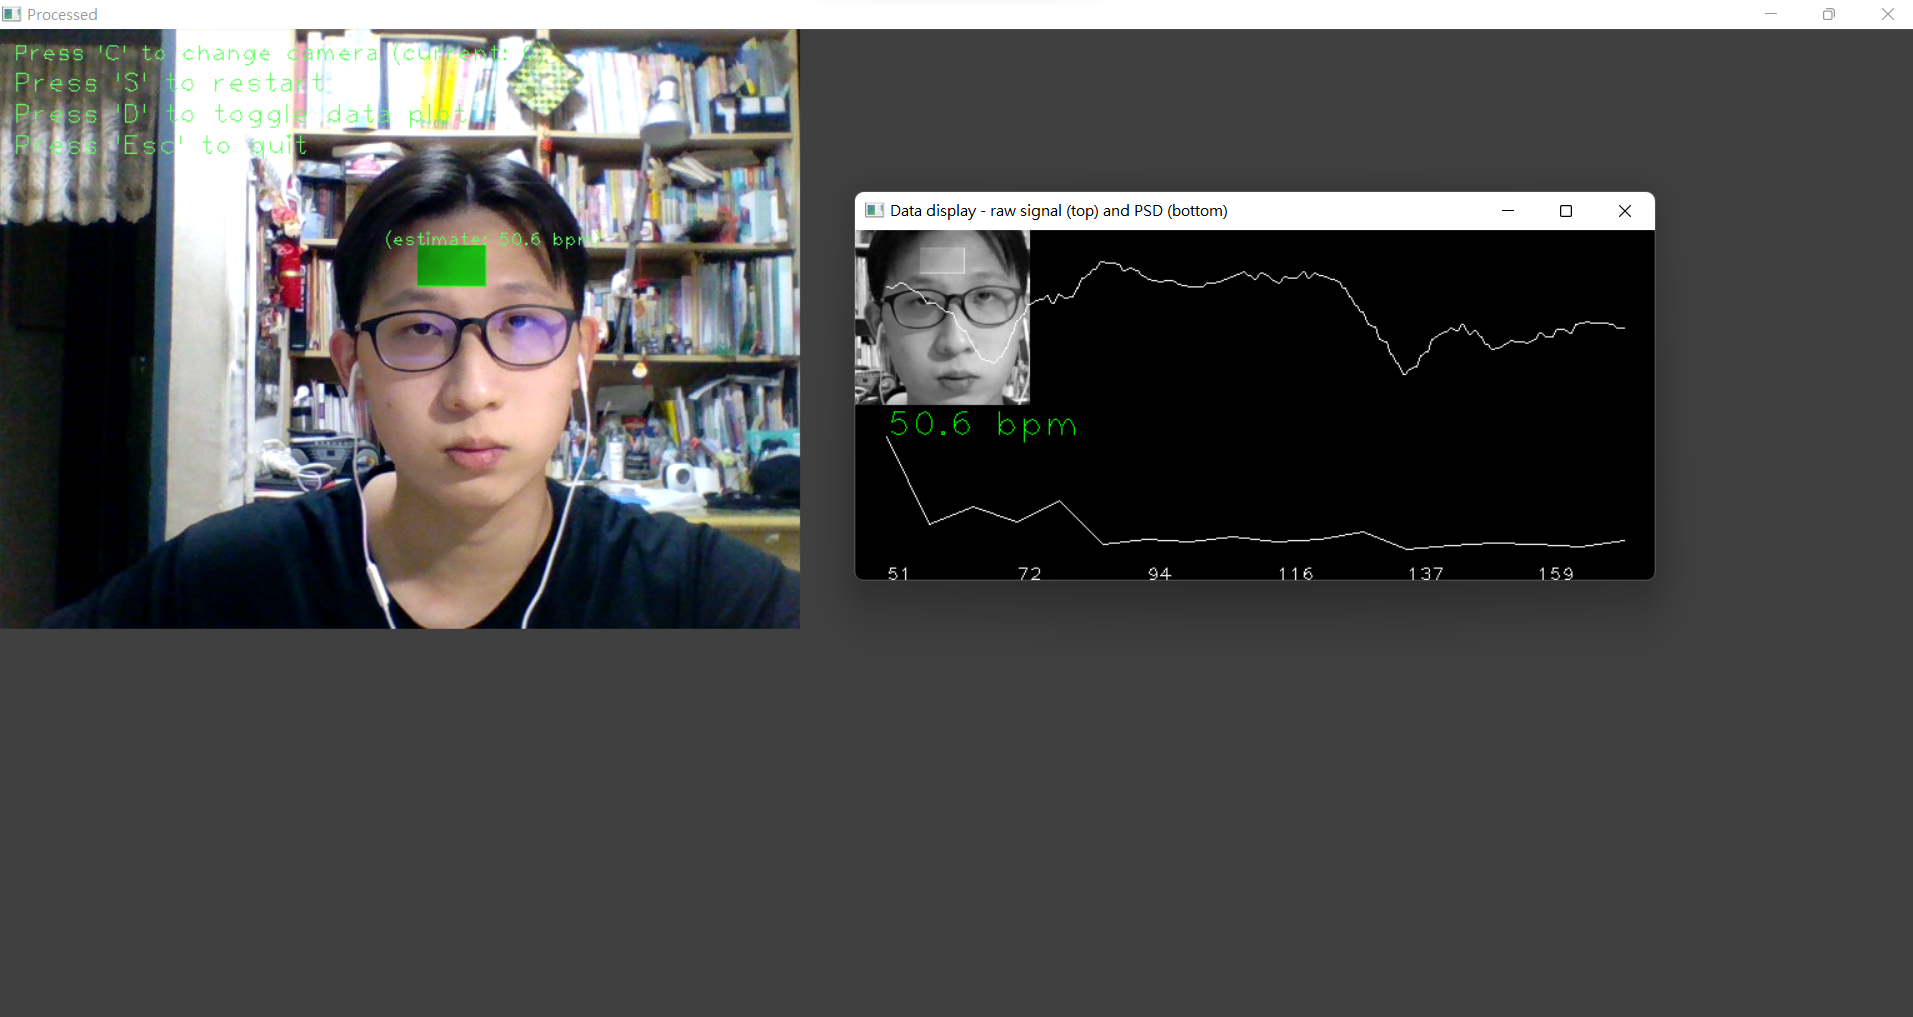 Processed
Press 'C' to change camera (current: 0)
Press 'S' to restart
Press 'D' to toggle data plot
Press 'Esc' to quit
(estimate: 50.6 bpm)
Data display - raw signal (top) and PSD (bottom)
50.6 bpm
51 72 94 116 137 159